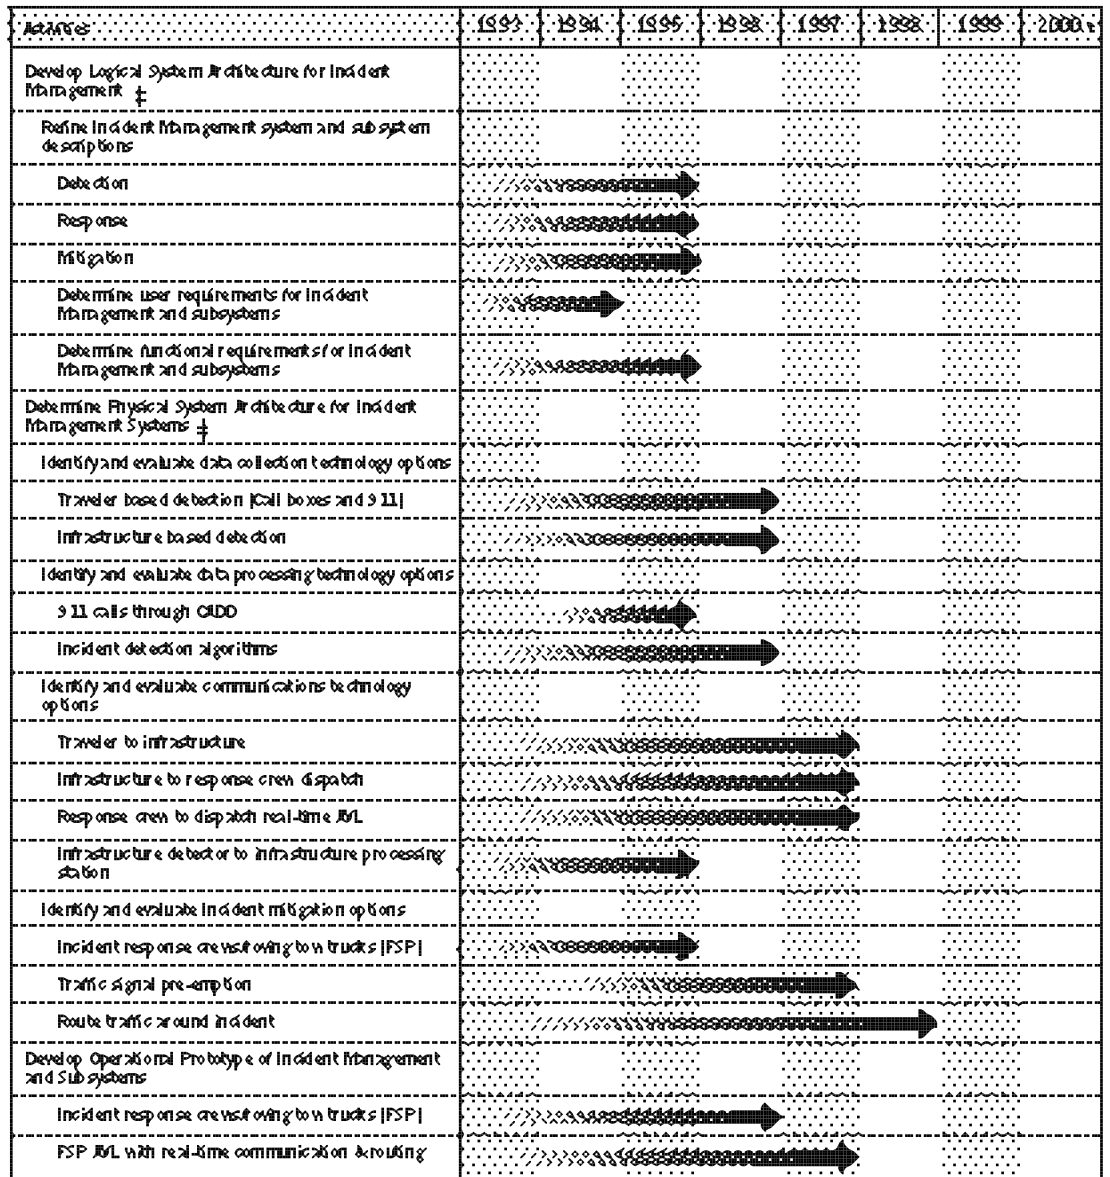 Activities 1993 1994 1995 1996 1997 1998 1999 2000+
Develop Logical System Architecture for Incident
Management ‡
Refine Incident Management system and subsystem
descriptions
Detection
Response
Mitigation
Determine user requirements for Incident
Management and subsystems
Determine functional requirements for Incident
Management and subsystems
Determine Physical System Architecture for Incident
Management Systems ‡
Identify and evaluate data collection technology options
Traveler based detection (Call boxes and 911)
Infrastructure based detection
Identify and evaluate data processing technology options
911 calls through CADD
Incident detection algorithms
Identify and evaluate communications technology
options
Traveler to infrastructure
Infrastructure to response crew dispatch
Response crew to dispatch real-time AVL
Infrastructure detector to infrastructure processing
station
Identify and evaluate Incident mitigation options
Incident response crews/roving tow trucks (FSP)
Traffic signal pre-emption
Route traffic around incident
Develop Operational Prototype of Incident Management
and Subsystems
Incident response crews/roving tow trucks (FSP)
FSP AVL with real-time communication & routing